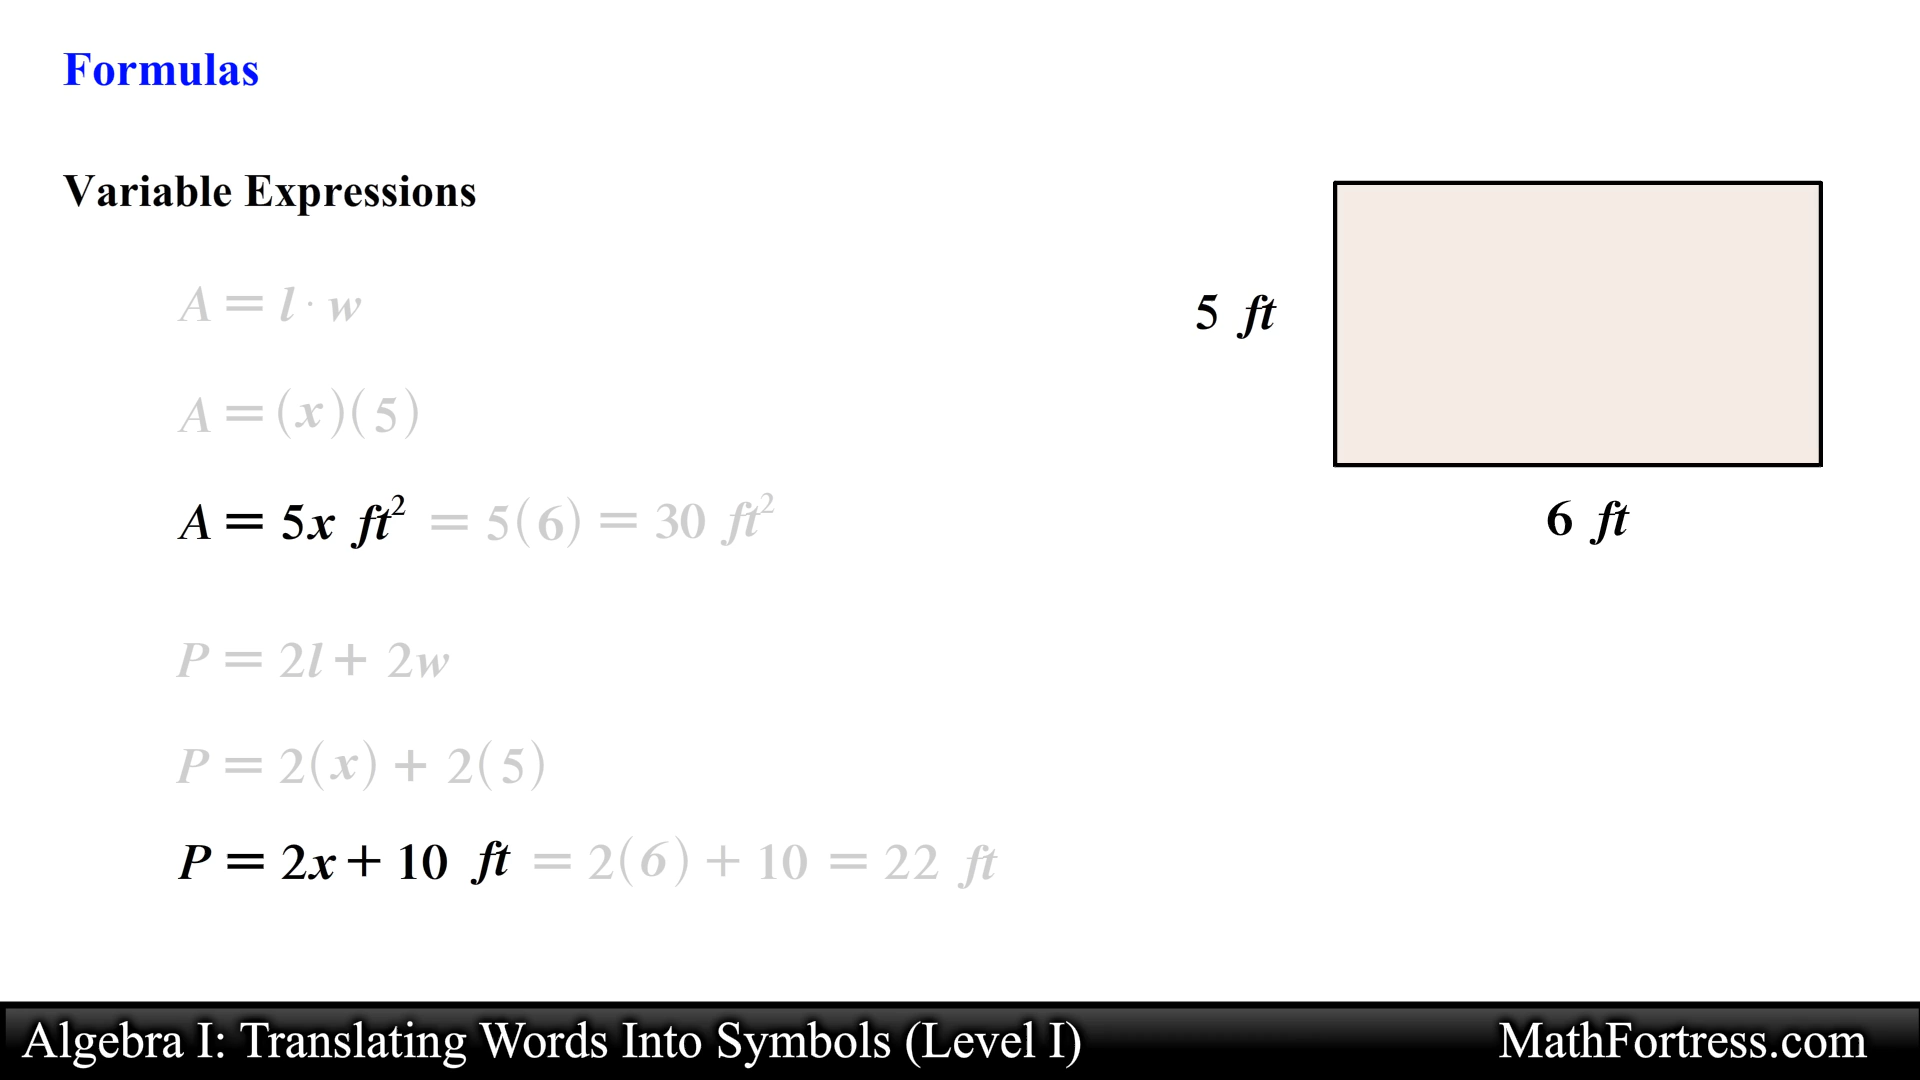 Formulas
Variable Expressions
A = l · w
A = (x)(5)
A = 5x ft² = 5(6) = 30 ft²
P = 2l + 2w
P = 2(x) + 2(5)
P = 2x + 10 ft = 2(6) + 10 = 22 ft
5 ft
6 ft
Algebra I: Translating Words Into Symbols (Level I)
MathFortress.com